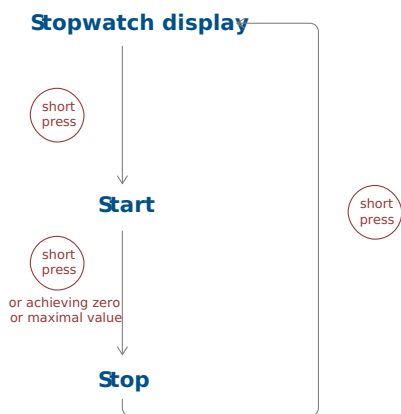 Stopwatch display
short
press
Start
short
press
short
press
or achieving zero
or maximal value
Stop